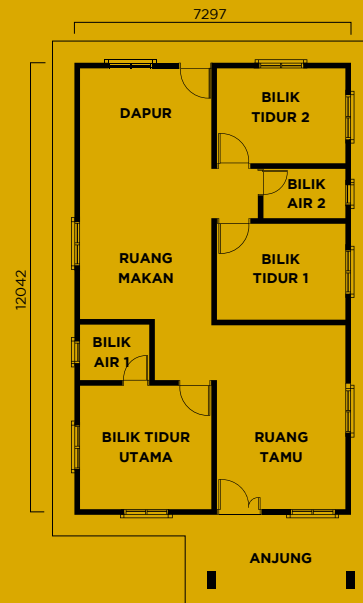 7297
12042
DAPUR
BILIK
TIDUR 2
BILIK
AIR 2
RUANG
MAKAN
BILIK
TIDUR 1
BILIK
AIR 1
BILIK TIDUR
UTAMA
RUANG
TAMU
ANJUNG